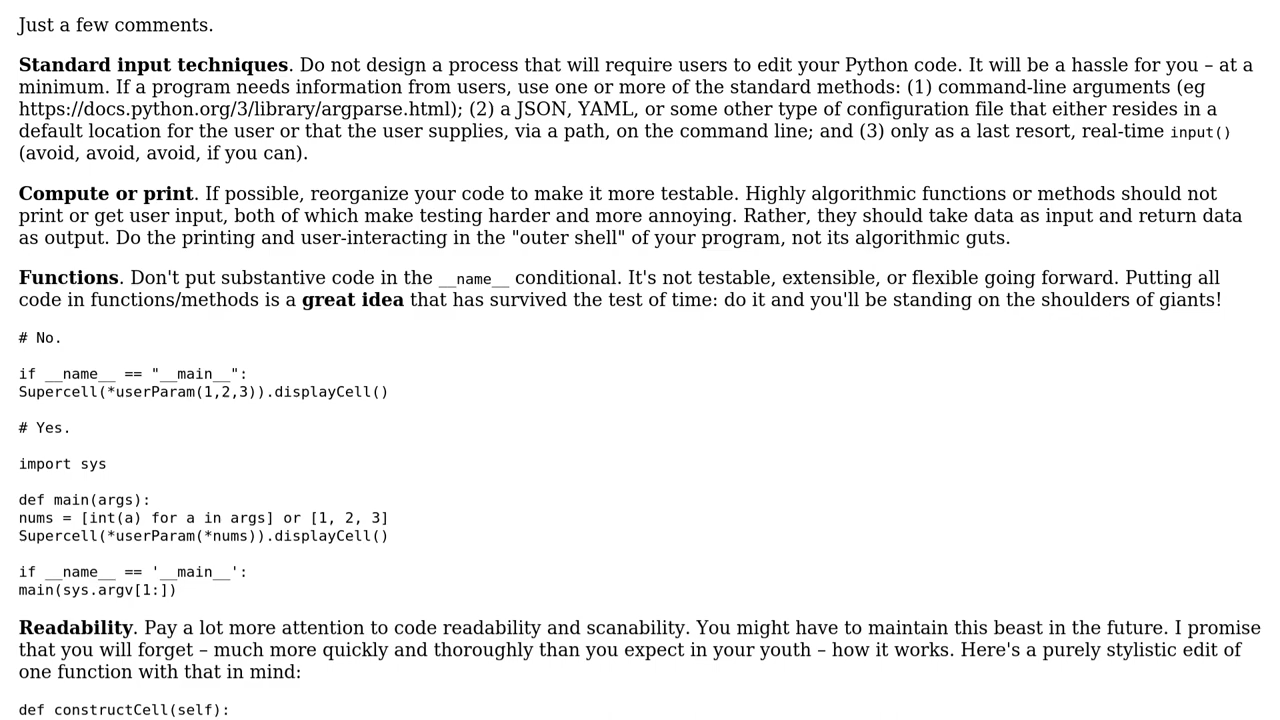 Just a few comments.
Standard input techniques. Do not design a process that will require users to edit your Python code. It will be a hassle for you – at a
minimum. If a program needs information from users, use one or more of the standard methods: (1) command-line arguments (eg
https://docs.python.org/3/library/argparse.html); (2) a JSON, YAML, or some other type of configuration file that either resides in a
default location for the user or that the user supplies, via a path, on the command line; and (3) only as a last resort, real-time input()
(avoid, avoid, avoid, if you can).
Compute or print. If possible, reorganize your code to make it more testable. Highly algorithmic functions or methods should not
print or get user input, both of which make testing harder and more annoying. Rather, they should take data as input and return data
as output. Do the printing and user-interacting in the "outer shell" of your program, not its algorithmic guts.
Functions. Don't put substantive code in the __name__ conditional. It's not testable, extensible, or flexible going forward. Putting all
code in functions/methods is a great idea that has survived the test of time: do it and you'll be standing on the shoulders of giants!
# No.
if __name__ == "__main__":
Supercell(*userParam(1,2,3)).displayCell()
# Yes.
import sys
def main(args):
nums = [int(a) for a in args] or [1, 2, 3]
Supercell(*userParam(*nums)).displayCell()
if __name__ == '__main__':
main(sys.argv[1:])
Readability. Pay a lot more attention to code readability and scanability. You might have to maintain this beast in the future. I promise
that you will forget – much more quickly and thoroughly than you expect in your youth – how it works. Here's a purely stylistic edit of
one function with that in mind:
def constructCell(self):